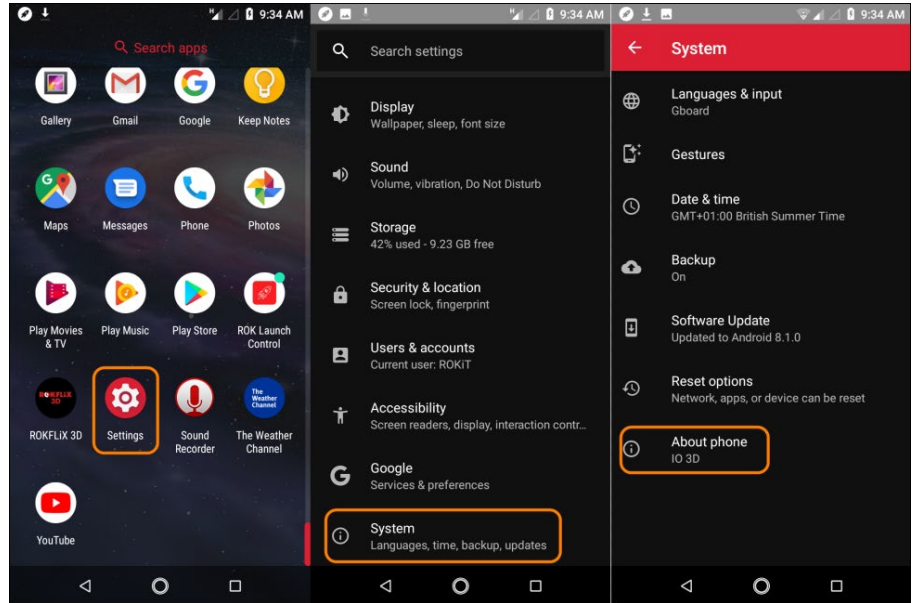 9:34 AM
Search apps
Gallery Gmail Google Keep Notes
Maps Messages Phone Photos
Play Movies & TV Play Music Play Store ROK Launch Control
ROKFLiX 3D
The Weather Channel
ROKFLiX 3D Settings Sound Recorder The Weather Channel
YouTube
9:34 AM
Search settings
Display
Wallpaper, sleep, font size
Sound
Volume, vibration, Do Not Disturb
Storage
42% used - 9.23 GB free
Security & location
Screen lock, fingerprint
Users & accounts
Current user: ROKiT
Accessibility
Screen readers, display, interaction contr...
Google
Services & preferences
System
Languages, time, backup, updates
9:34 AM
System
Languages & input
Gboard
Gestures
Date & time
GMT+01:00 British Summer Time
Backup
On
Software Update
Updated to Android 8.1.0
Reset options
Network, apps, or device can be reset
About phone
IO 3D